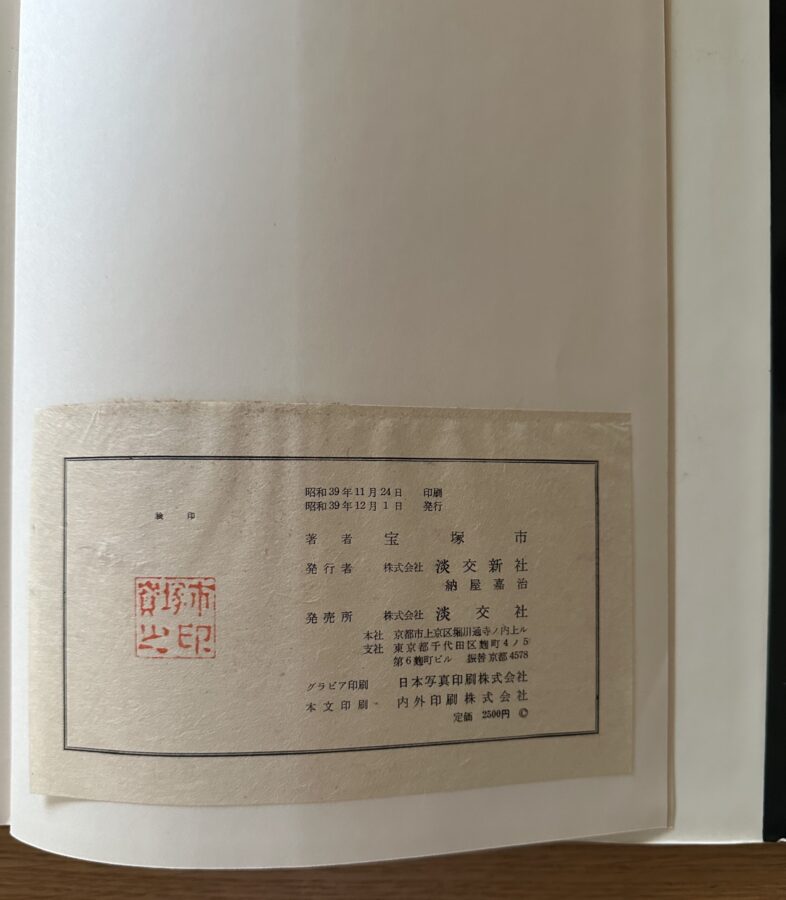 昭和39年11月24日 印刷
昭和39年12月1日 発行
検印
著者 宝塚市
発行者 株式会社 淡交新社
納屋嘉治
発売所 株式会社 淡交社
本社 京都市上京区堀川通寺ノ内上ル
支社 東京都千代田区麹町4ノ5
第6麹町ビル 振替京都4578
グラビア印刷 日本写真印刷株式会社
本文印刷 内外印刷株式会社
定価 2500円 ©